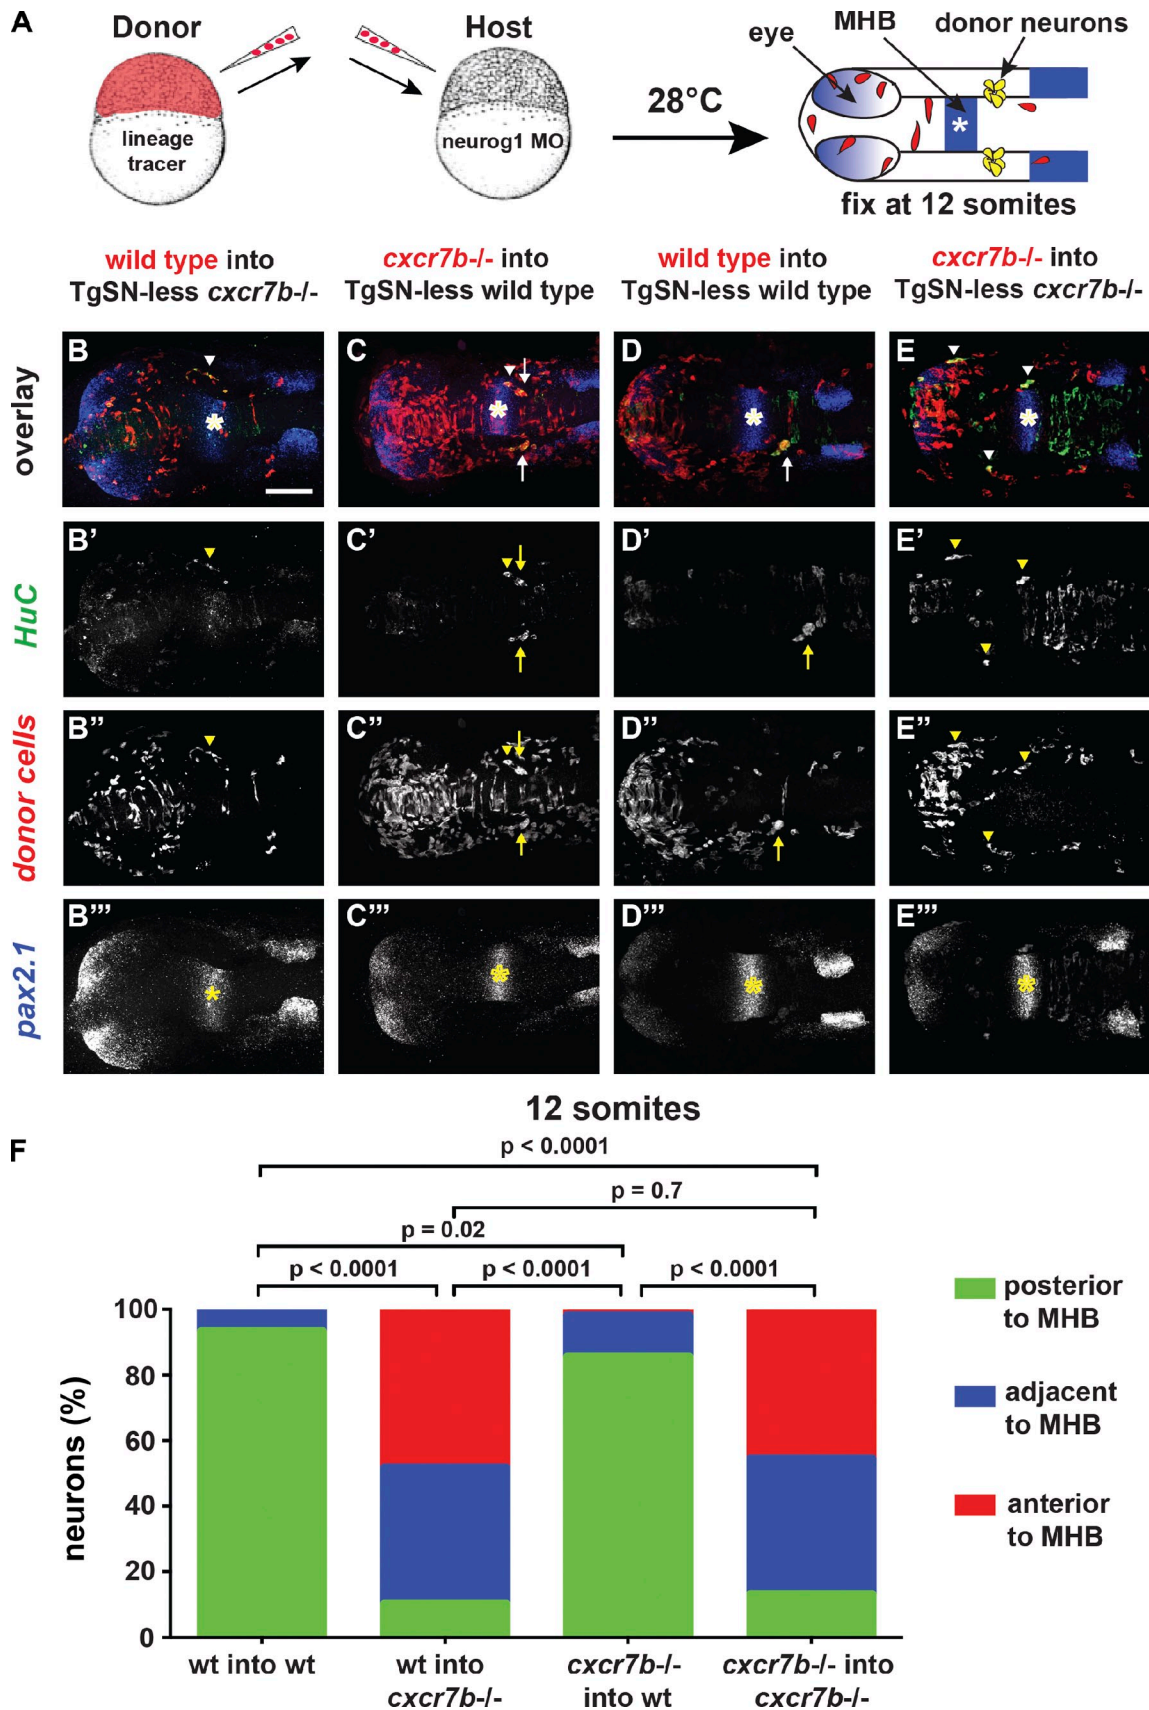 A
Donor
Host
MHB
donor neurons
eye
28°C
lineage
tracer
neurog1 MO
*
fix at 12 somites
wild type into
TgSN-less cxcr7b-/-
cxcr7b-/- into
TgSN-less wild type
wild type into
TgSN-less wild type
cxcr7b-/- into
TgSN-less cxcr7b-/-
overlay
B
*
C
*
D
*
E
*
HuC
B’
C’
D’
E’
donor cells
B’’
C’’
D’’
E’’
pax2.1
B’’’
*
C’’’
*
D’’’
*
E’’’
*
12 somites
F
p < 0.0001
p = 0.7
p = 0.02
p < 0.0001
p < 0.0001
p < 0.0001
neurons (%)
100
80
60
40
20
0
wt into wt
wt into
cxcr7b-/-
cxcr7b-/-
into wt
cxcr7b-/- into
cxcr7b-/-
posterior
to MHB
adjacent
to MHB
anterior
to MHB